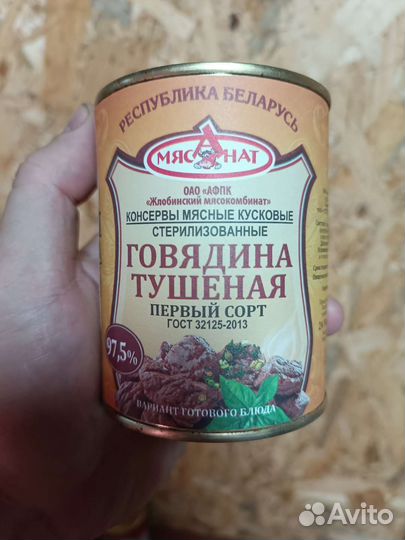 РЕСПУБЛИКА БЕЛАРУСЬ
МЯСНАТ
ОАО «АФПК
«Жлобинский мясокомбинат»
КОНСЕРВЫ МЯСНЫЕ КУСКОВЫЕ
СТЕРИЛИЗОВАННЫЕ
ГОВЯДИНА
ТУШЕНАЯ
ПЕРВЫЙ СОРТ
ГОСТ 32125-2013
97,5%
ВАРИАНТ ГОТОВОГО БЛЮДА
Avito